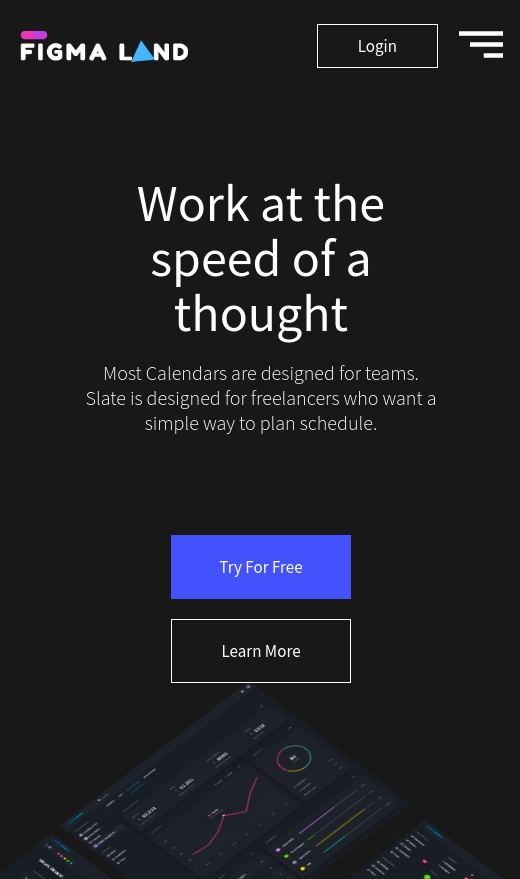 FIGMA LAND
Login
Work at the
speed of a
thought
Most Calendars are designed for teams.
Slate is designed for freelancers who want a
simple way to plan schedule.
Try For Free
Learn More